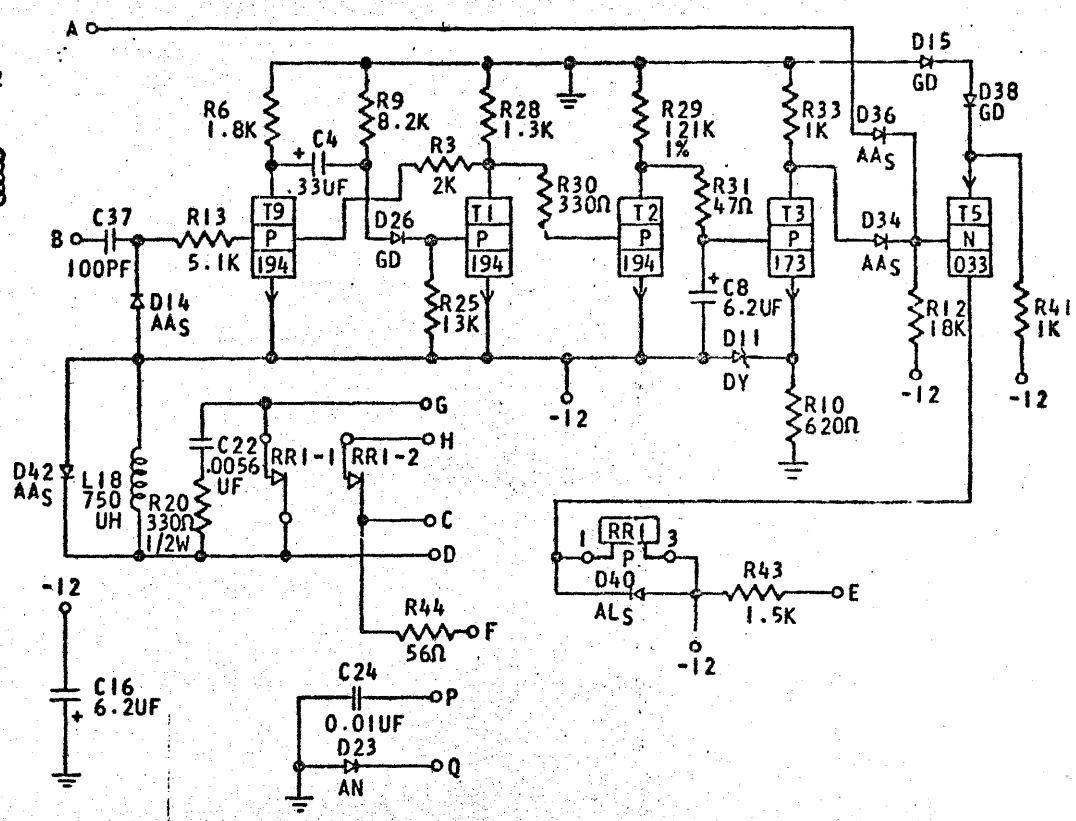 A
D15
GD
D38
GD
R6
1.8K
R9
8.2K
R28
1.3K
R29
121K
1%
R33
1K
D36
AAS
C4
+
.33UF
R3
2K
R30
330Ω
R31
47Ω
C37
B
100PF
R13
5.1K
T9
P
194
D26
GD
T1
P
194
T2
P
194
T3
P
173
D34
AAS
T5
N
033
D14
AAS
R25
13K
+
C8
6.2UF
D11
DY
R12
18K
R41
1K
-12
-12
-12
R10
620Ω
G
H
C22
.0056
UF
RR1-1
RR1-2
D42
AAS
L18
750
UH
R20
330Ω
1/2W
C
D
1
RR1
3
P
D40
ALS
R43
1.5K
E
-12
-12
R44
56Ω
F
C16
6.2UF
+
C24
0.01UF
P
D23
AN
Q